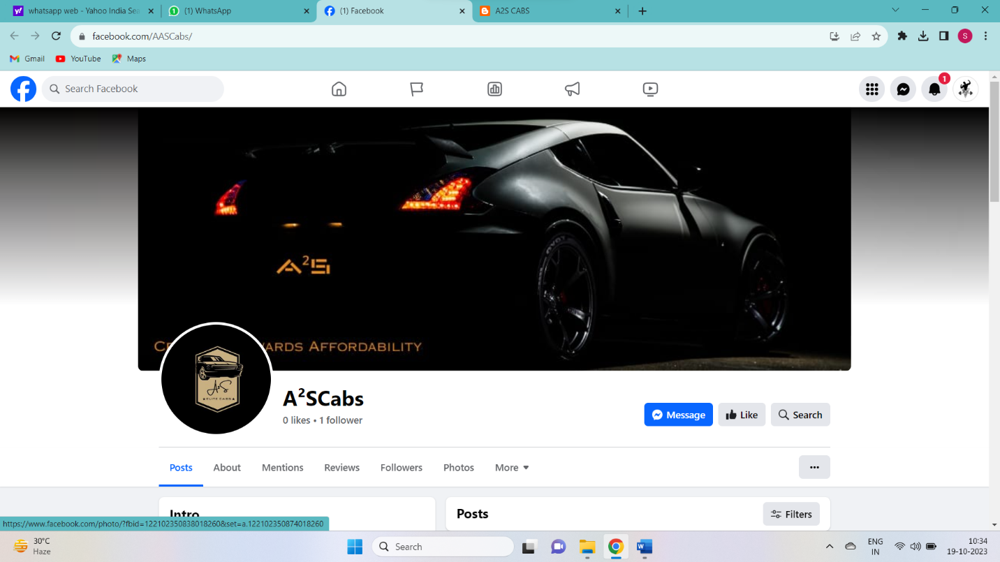 whatsapp web - Yahoo India Sea
(1) WhatsApp
(1) Facebook
A2S CABS
facebook.com/AASCabs/
S
Gmail
YouTube
Maps
Search Facebook
1
A²S
ARDS AFFORDABILITY
A²S
ELITE CABS
A²SCabs
0 likes • 1 follower
Message
Like
Search
Posts
About
Mentions
Reviews
Followers
Photos
More
Intro
Posts
Filters
https://www.facebook.com/photo/?fbid=122102350838018260&set=a.122102350874018260
30°C
Haze
Search
ENG
IN
10:34
19-10-2023